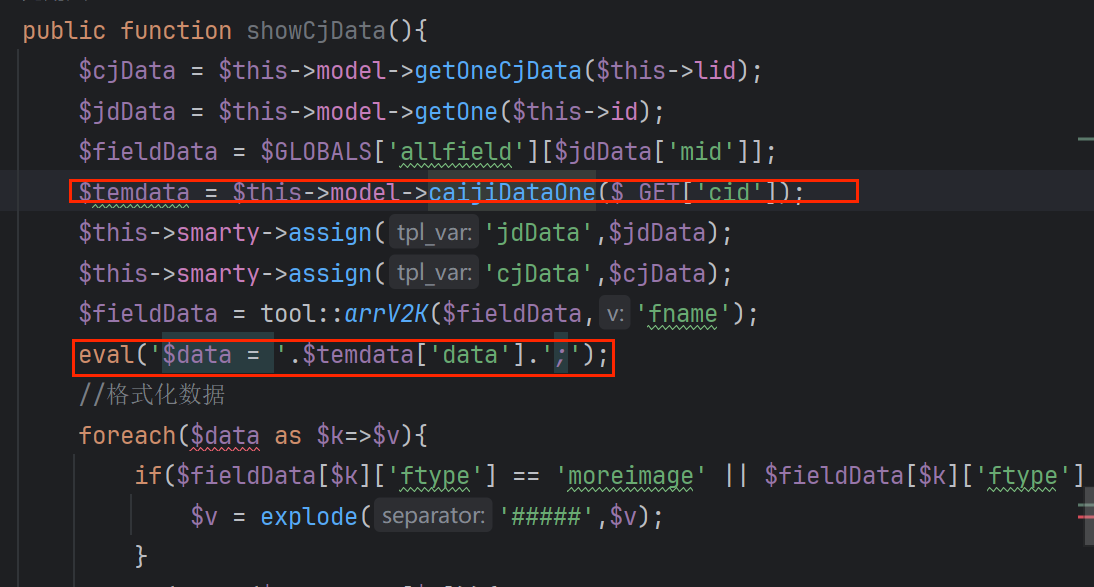 public function showCjData(){
$cjData = $this->model->getOneCjData($this->lid);
$jdData = $this->model->getOne($this->id);
$fieldData = $GLOBALS['allfield'][$jdData['mid']];
$temdata = $this->model->caijiDataOne($_GET['cid']);
$this->smarty->assign( tpl_var: 'jdData',$jdData);
$this->smarty->assign( tpl_var: 'cjData',$cjData);
$fieldData = tool::arrV2K($fieldData, v: 'fname');
eval('$data = '.$temdata['data'].';');
//格式化数据
foreach($data as $k=>$v){
if($fieldData[$k]['ftype'] == 'moreimage' || $fieldData[$k]['ftype']
$v = explode( separator: '#####',$v);
}